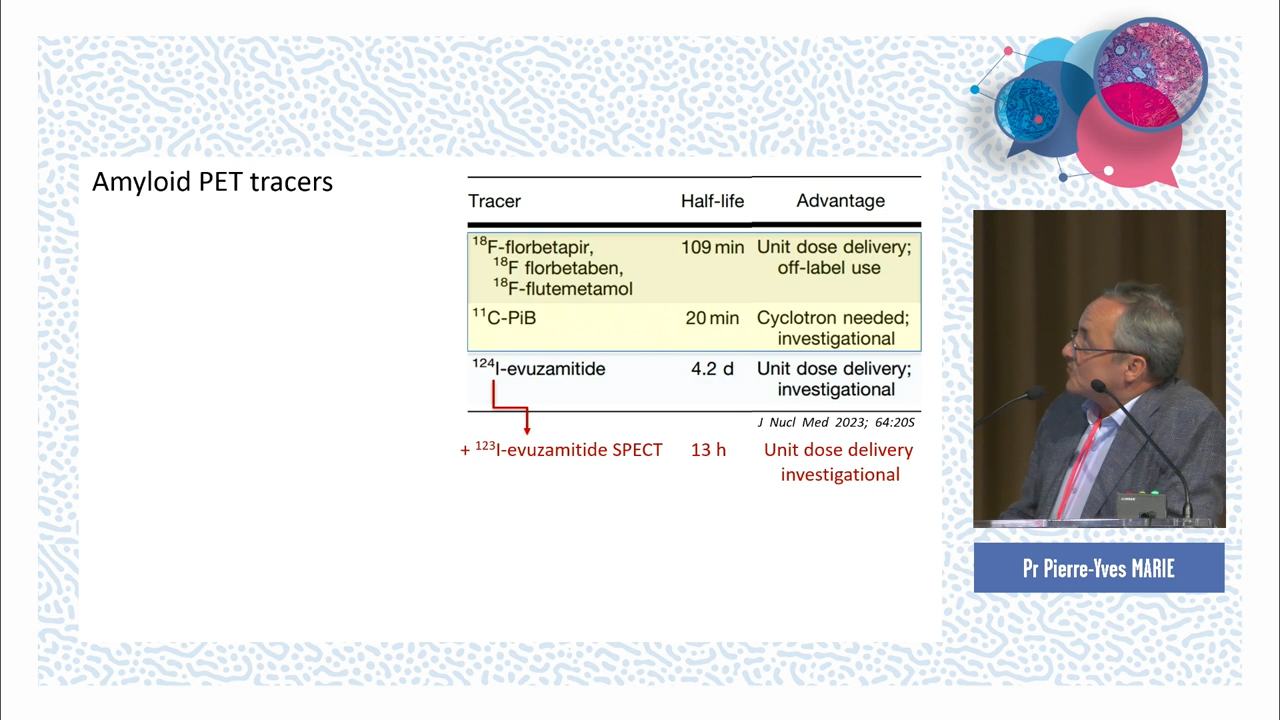 Amyloid PET tracers
Tracer Half-life Advantage
¹⁸F-florbetapir, 109 min Unit dose delivery;
¹⁸F florbetaben, off-label use
¹⁸F-flutemetamol
¹¹C-PiB 20 min Cyclotron needed;
investigational
¹²⁴I-evuzamitide 4.2 d Unit dose delivery;
investigational
J Nucl Med 2023; 64:20S
+ ¹²³I-evuzamitide SPECT 13 h Unit dose delivery
investigational
Pr Pierre-Yves MARIE